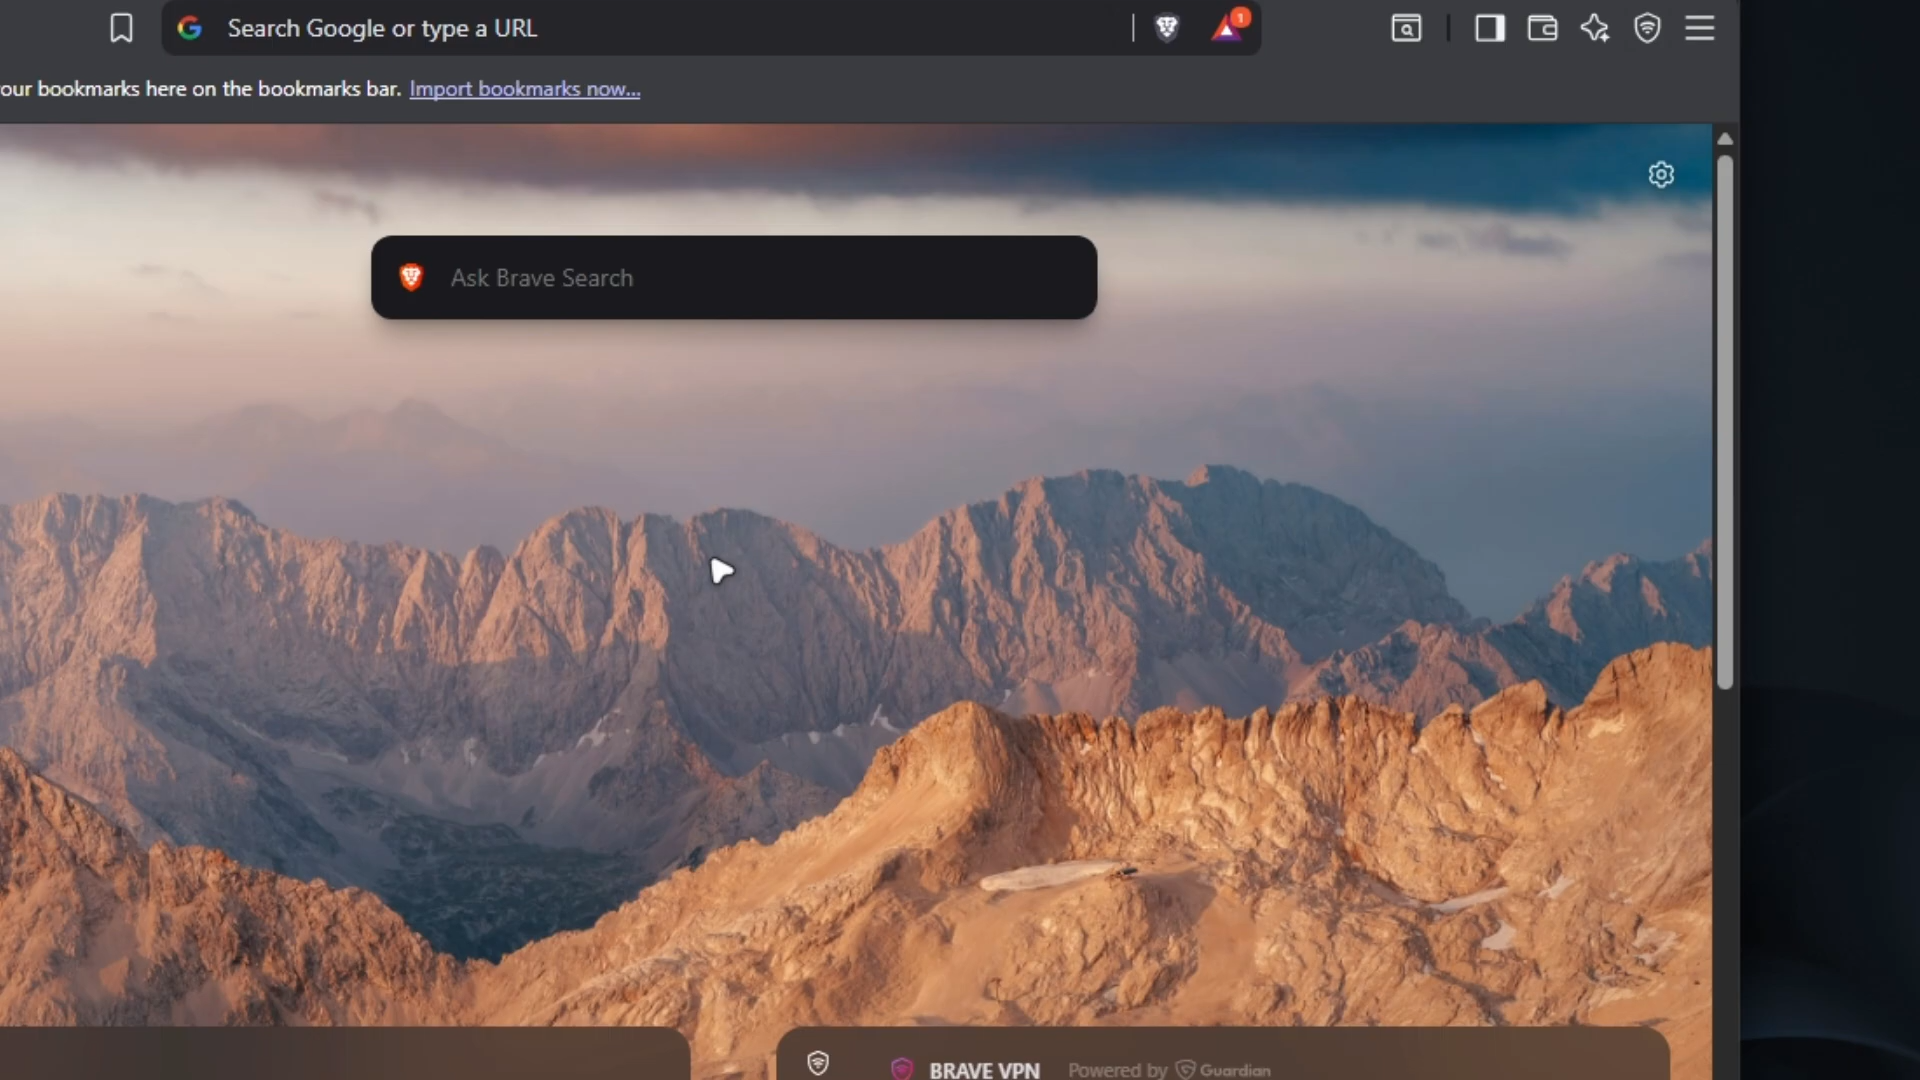 Search Google or type a URL
1
our bookmarks here on the bookmarks bar. Import bookmarks now...
Ask Brave Search
BRAVE VPN Powered by Guardian